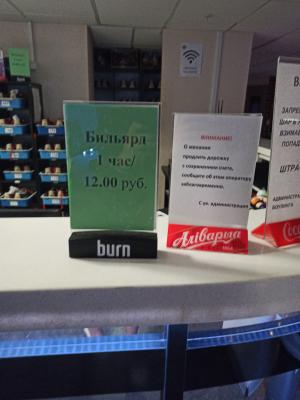 Бильярд
1 час/
12.00 руб.
burn
ВНИМАНИЕ!
О желании
продлить дорожку
с сохранением счета,
сообщите об этом оператору
заблаговременно.
С ув. администрация
Аліварыя